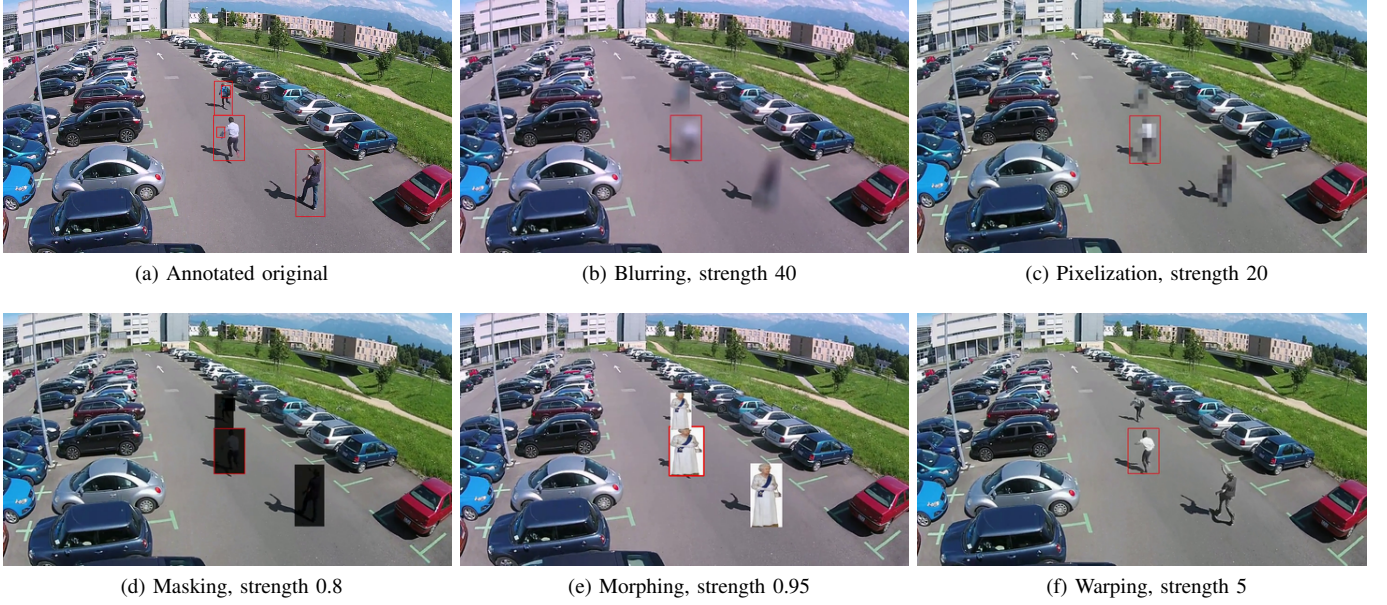 (a) Annotated original
(b) Blurring, strength 40
(c) Pixelization, strength 20
(d) Masking, strength 0.8
(e) Morphing, strength 0.95
(f) Warping, strength 5